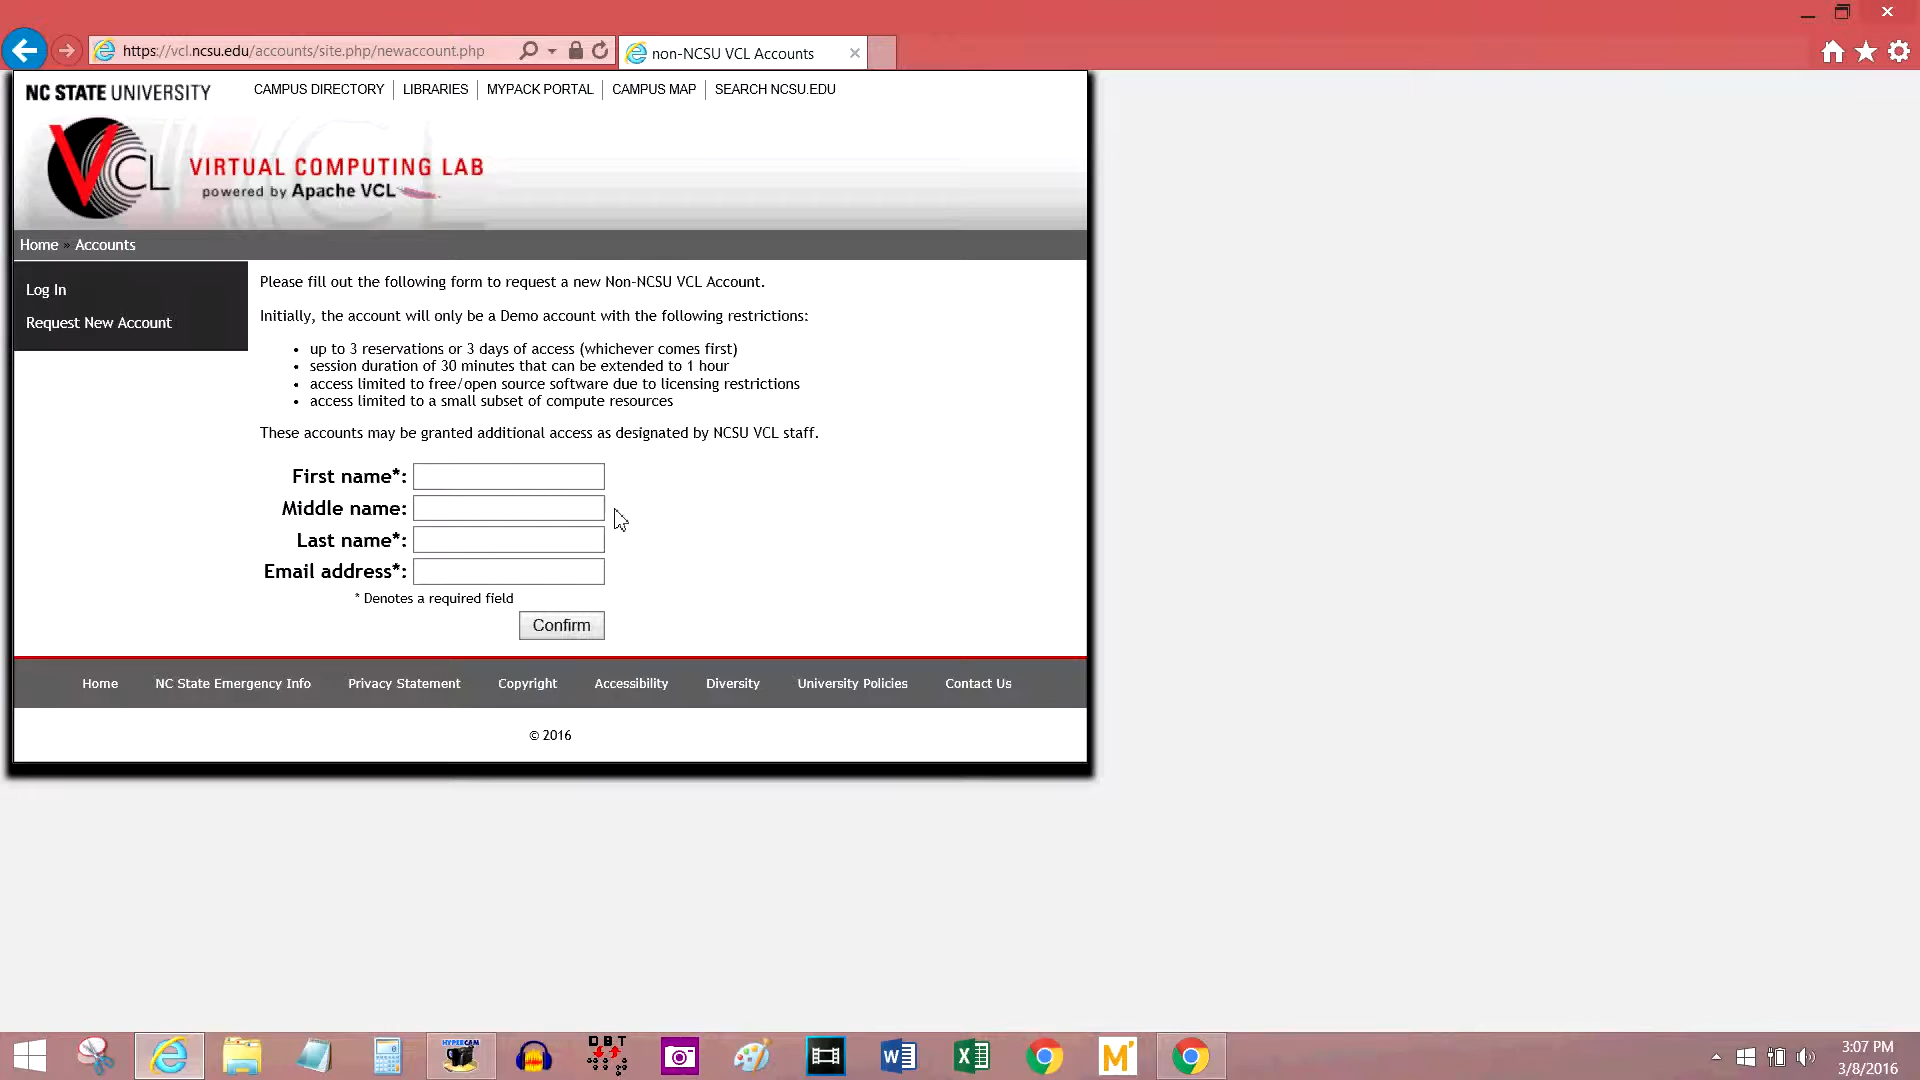 https://vcl.ncsu.edu/accounts/site.php/newaccount.php
non-NCSU VCL Accounts
NC STATE UNIVERSITY
CAMPUS DIRECTORY
LIBRARIES
MYPACK PORTAL
CAMPUS MAP
SEARCH NCSU.EDU
VCL
VIRTUAL COMPUTING LAB
powered by Apache VCL
Home » Accounts
Log In
Request New Account
Please fill out the following form to request a new Non-NCSU VCL Account.
Initially, the account will only be a Demo account with the following restrictions:
• up to 3 reservations or 3 days of access (whichever comes first)
• session duration of 30 minutes that can be extended to 1 hour
• access limited to free/open source software due to licensing restrictions
• access limited to a small subset of compute resources
These accounts may be granted additional access as designated by NCSU VCL staff.
First name*:
Middle name:
Last name*:
Email address*:
* Denotes a required field
Confirm
Home
NC State Emergency Info
Privacy Statement
Copyright
Accessibility
Diversity
University Policies
Contact Us
© 2016
HYPERCAM
DBT
M'
3:07 PM
3/8/2016